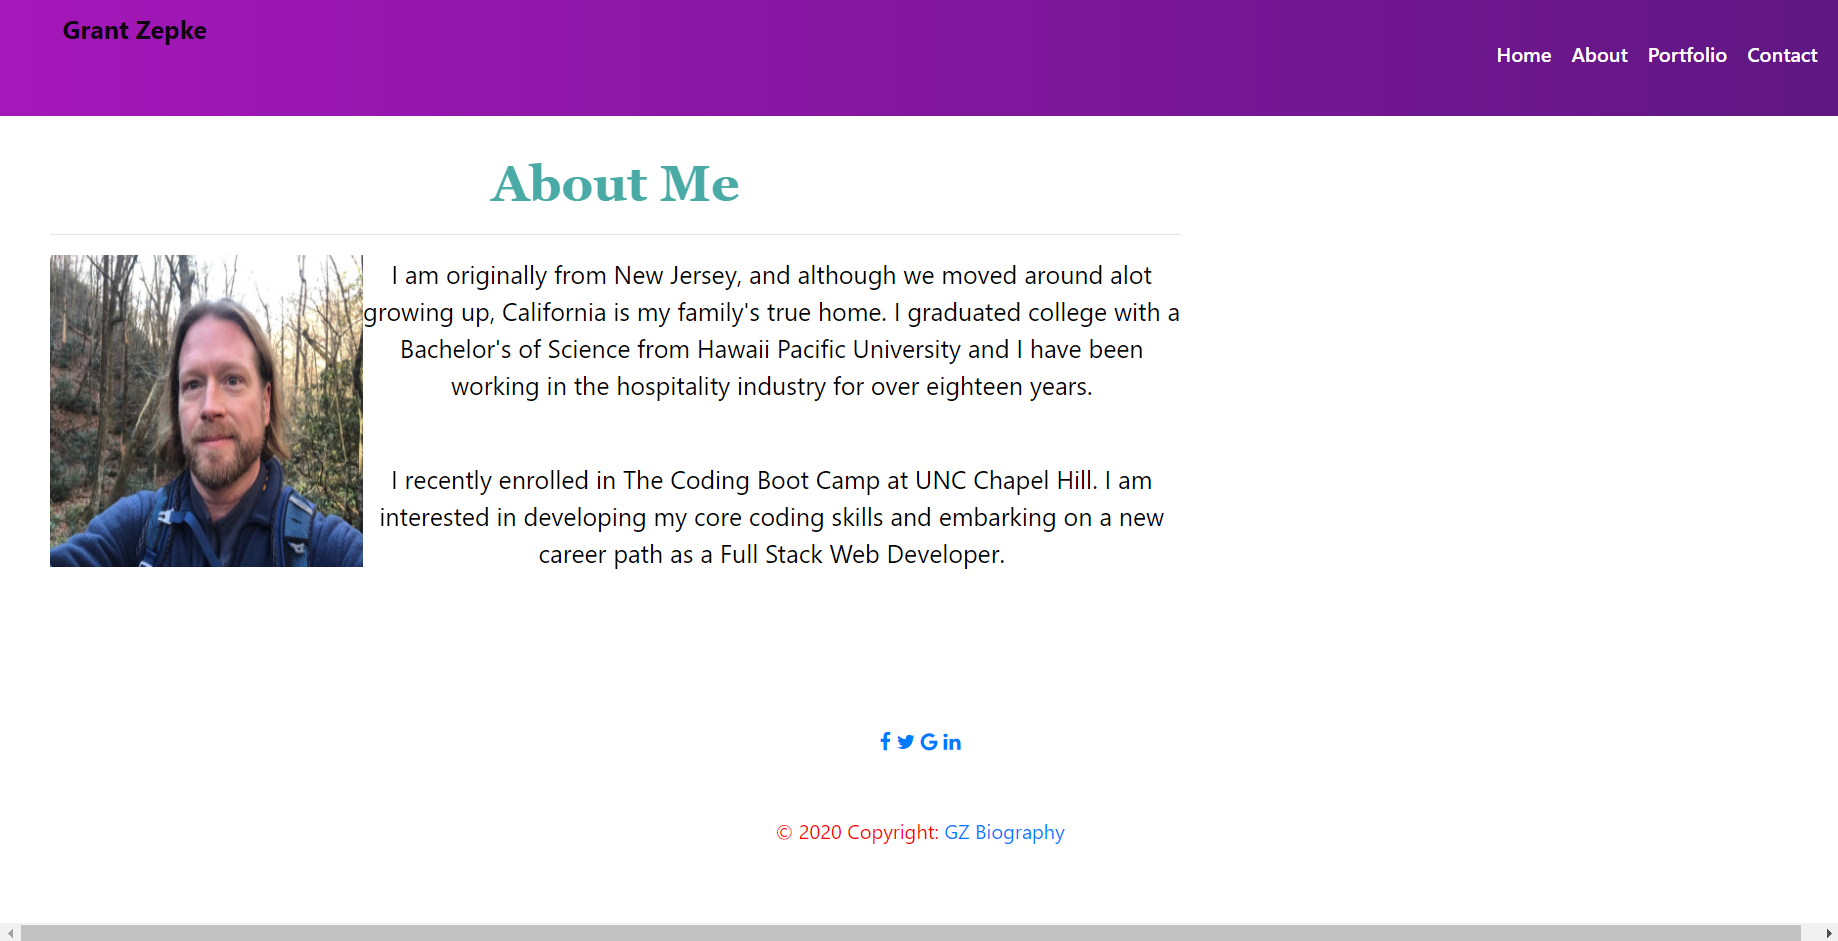 Grant Zepke
Home About Portfolio Contact
About Me
I am originally from New Jersey, and although we moved around alot
growing up, California is my family's true home. I graduated college with a
Bachelor's of Science from Hawaii Pacific University and I have been
working in the hospitality industry for over eighteen years.
I recently enrolled in The Coding Boot Camp at UNC Chapel Hill. I am
interested in developing my core coding skills and embarking on a new
career path as a Full Stack Web Developer.
© 2020 Copyright: GZ Biography